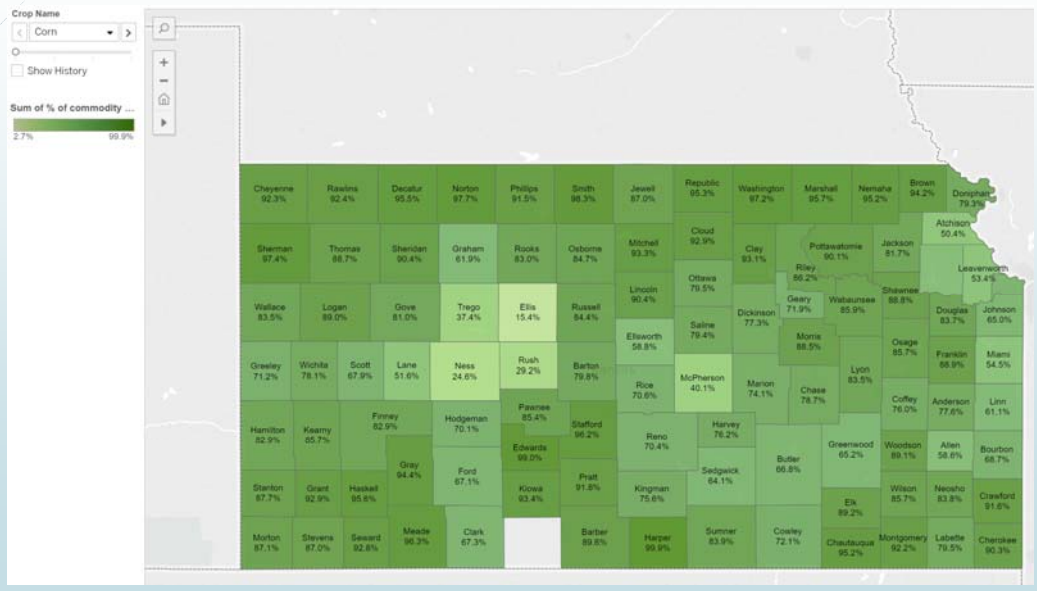 Crop Name
Corn
Show History
Sum of % of commodity ...
2.7% 99.9%
Cheyenne
92.3%
Rawlins
92.4%
Decatur
95.5%
Norton
97.7%
Phillips
91.5%
Smith
98.3%
Jewell
87.0%
Republic
95.3%
Washington
97.2%
Marshall
95.7%
Nemaha
95.2%
Brown
94.2%
Doniphan
79.3%
Atchison
50.4%
Sherman
97.4%
Thomas
88.7%
Sheridan
90.4%
Graham
61.9%
Rooks
83.0%
Osborne
84.7%
Mitchell
93.3%
Cloud
92.9%
Clay
93.1%
Riley
86.2%
Pottawatomie
90.1%
Jackson
81.7%
Leavenworth
53.4%
Ottawa
79.5%
Wallace
83.5%
Logan
89.0%
Gove
81.0%
Trego
37.4%
Ellis
15.4%
Russell
84.4%
Lincoln
90.4%
Saline
79.4%
Dickinson
77.3%
Geary
71.9%
Wabaunsee
85.9%
Shawnee
88.8%
Douglas
83.7%
Johnson
65.0%
Ellsworth
58.8%
Morris
88.5%
Osage
85.7%
Franklin
Miami
54.5%
Greeley
71.2%
Wichita
78.1%
Scott
67.9%
Lane
51.6%
Ness
24.6%
Rush
29.2%
Barton
79.8%
Rice
70.6%
McPherson
40.1%
Marion
74.1%
Chase
78.7%
Lyon
83.5%
Coffey
76.0%
Anderson
77.6%
Linn
61.1%
Hamilton
82.9%
Kearny
Finney
82.9%
Hodgeman
70.1%
Pawnee
85.4%
Stafford
96.2%
Edwards
99.0%
Reno
70.4%
Harvey
76.2%
Butler
66.8%
Greenwood
65.2%
Woodson
89.1%
Allen
58.6%
Bourbon
68.7%
Gray
94.4%
Ford
67.1%
Kiowa
93.4%
Pratt
91.8%
Kingman
75.6%
Sedgwick
64.1%
Elk
89.2%
Wilson
85.7%
Neosho
83.8%
Crawford
91.6%
Stanton
87.7%
Grant
92.9%
Haskell
95.6%
Morton
87.1%
Stevens
87.0%
Seward
92.8%
Meade
96.3%
Clark
67.3%
Barber
89.8%
Harper
99.9%
Sumner
83.9%
Cowley
72.1%
Chautauqua
95.2%
Montgomery
92.2%
Labette
79.5%
Cherokee
90.3%